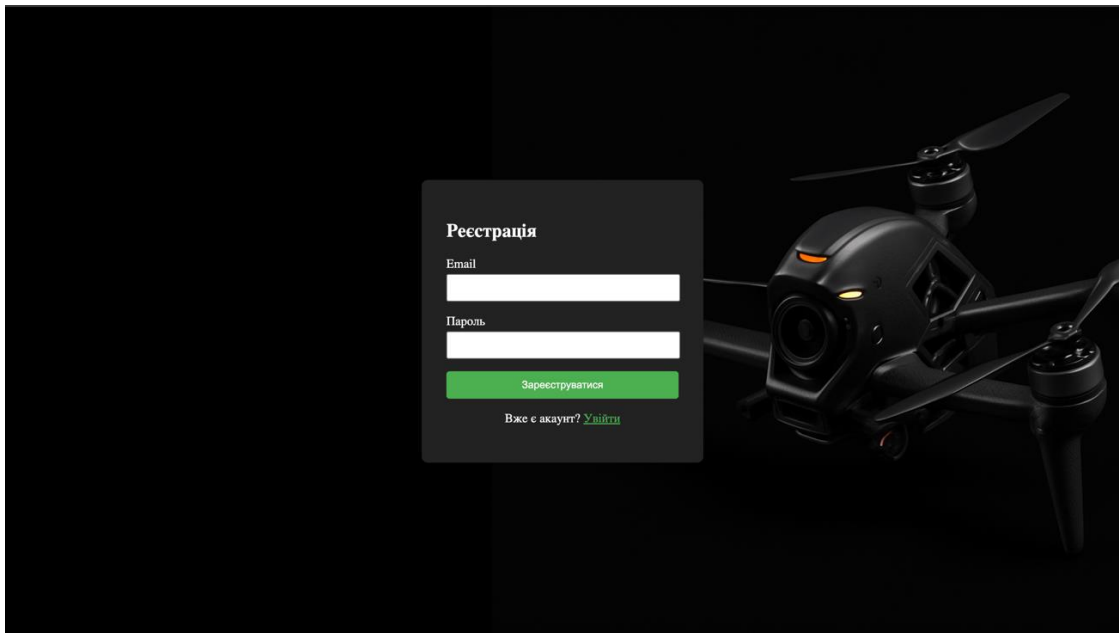 Реєстрація
Email
Пароль
Зареєструватися
Вже є акаунт? Увійти